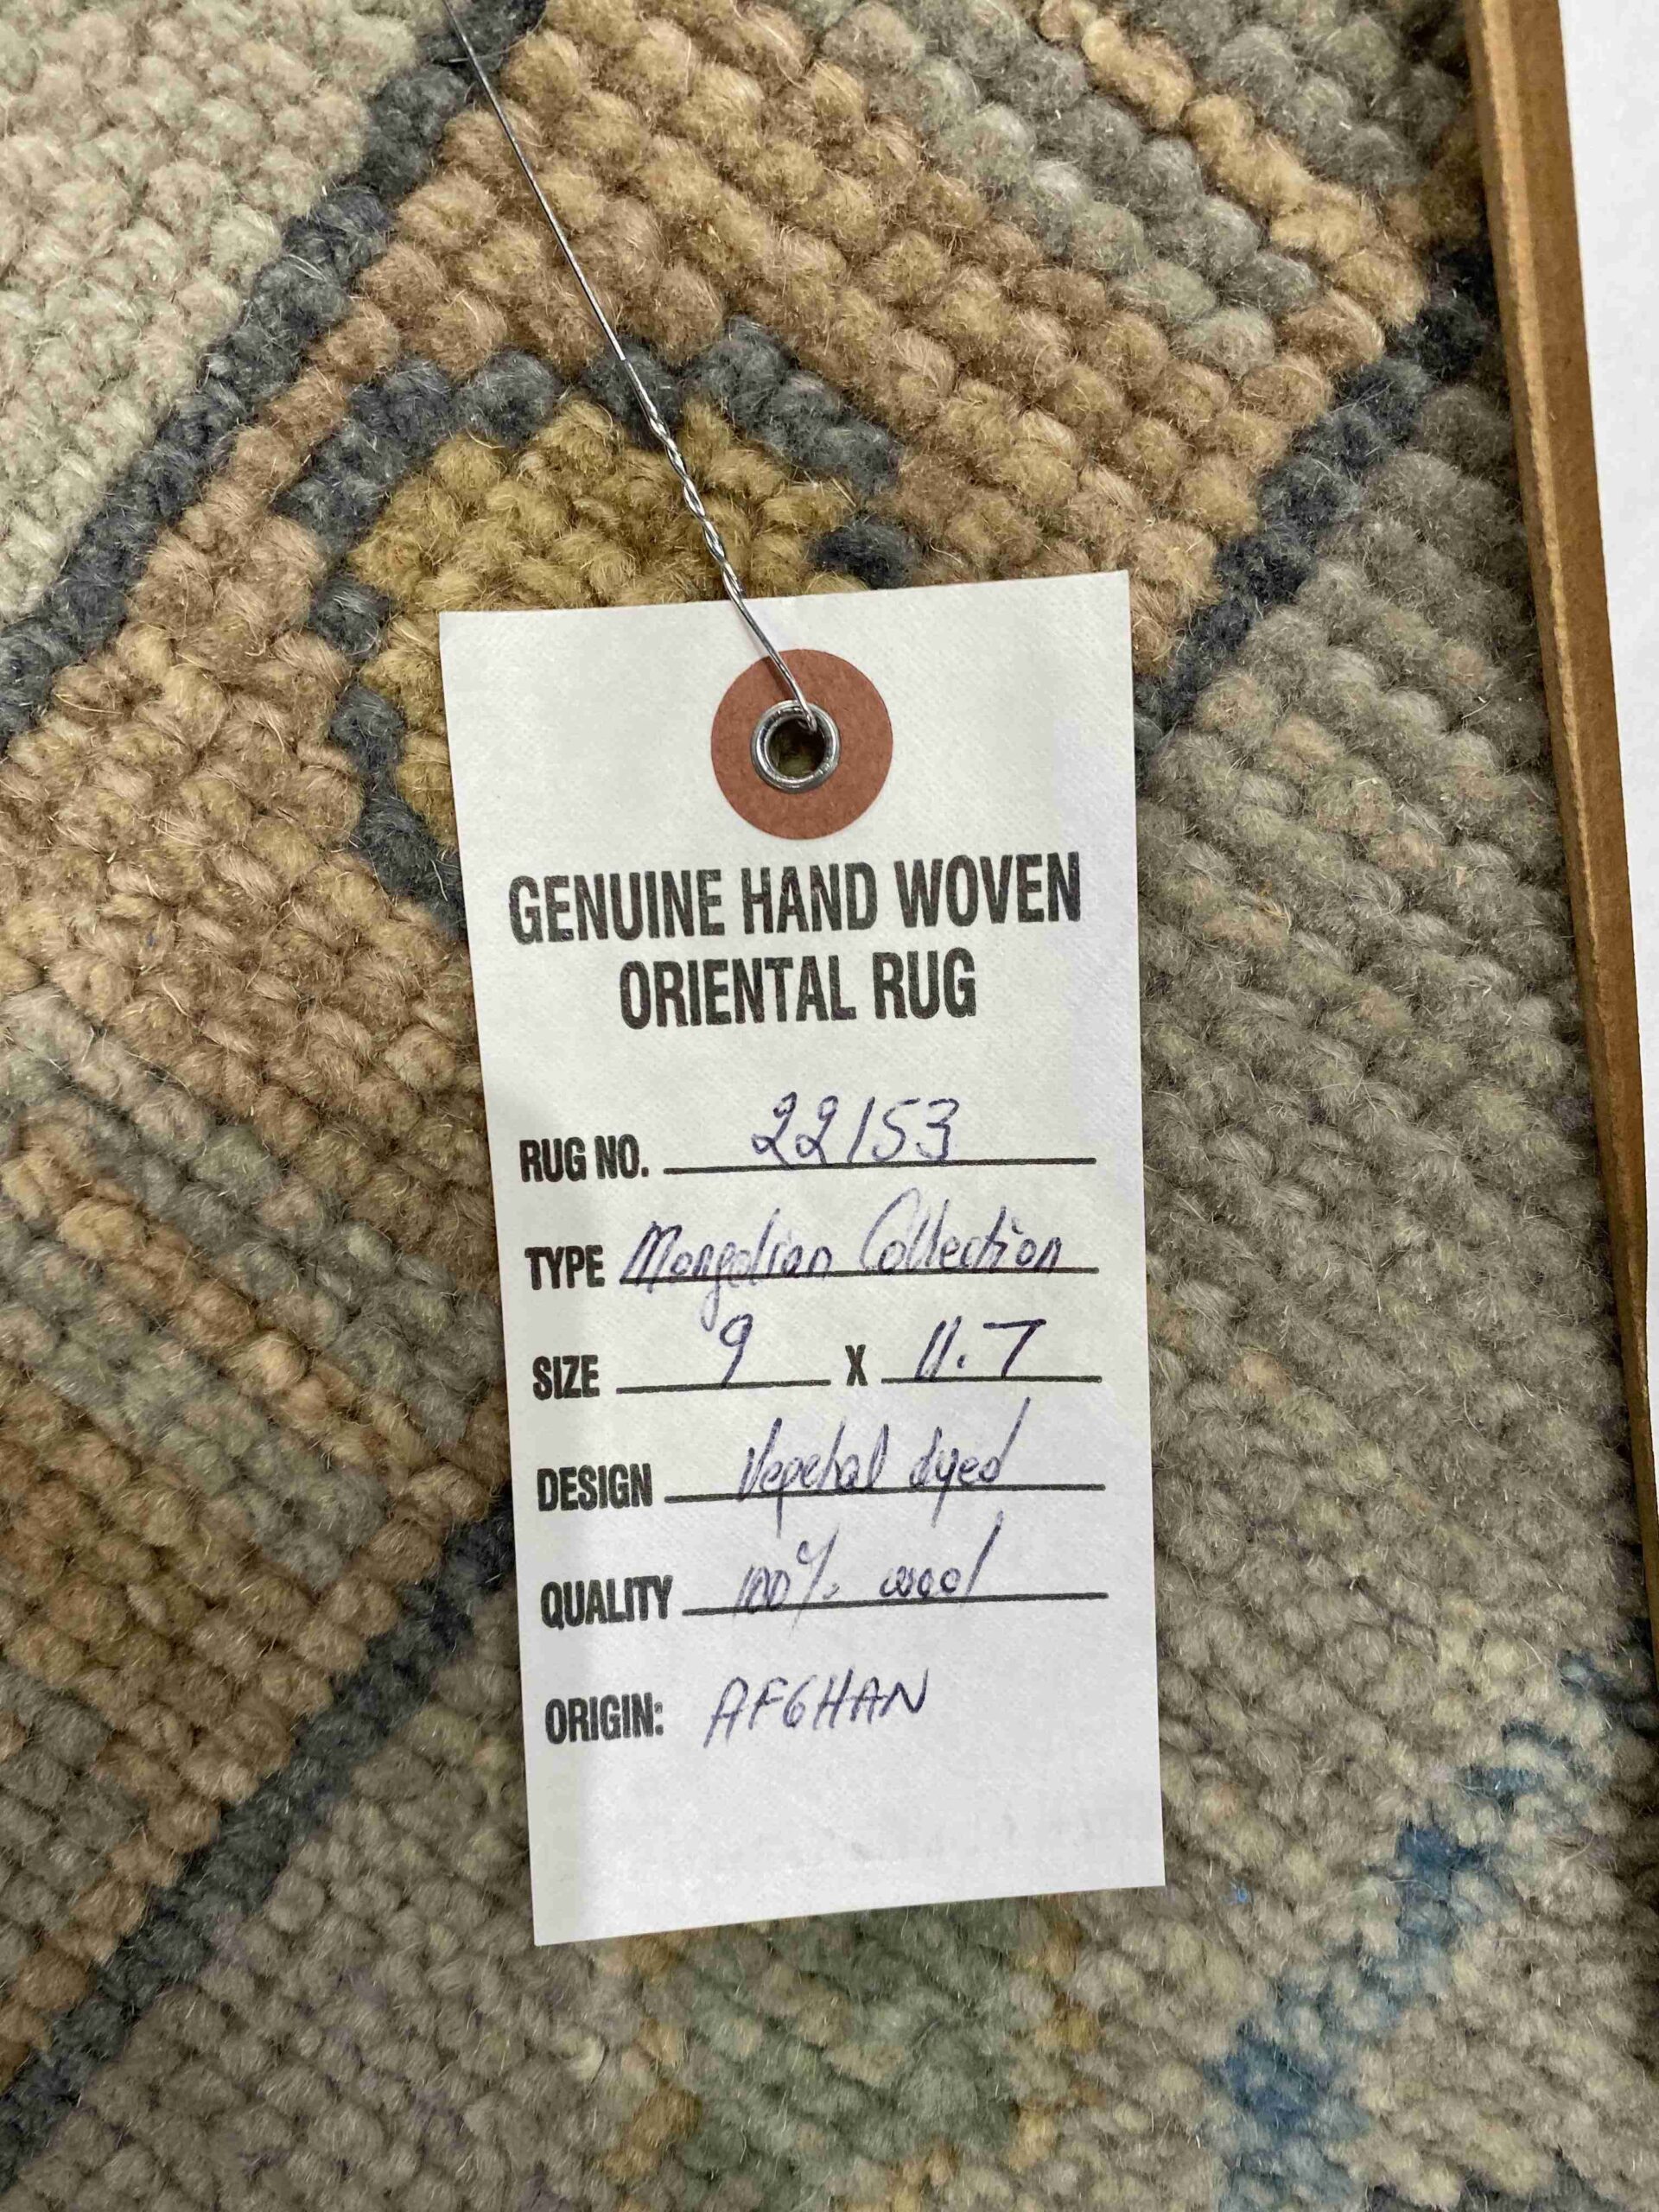 GENUINE HAND WOVEN
ORIENTAL RUG
RUG NO. 22153
TYPE Mongolian Collection
SIZE 9 X 11.7
DESIGN Vegetal dyed
QUALITY 100% wool
ORIGIN: AFGHAN